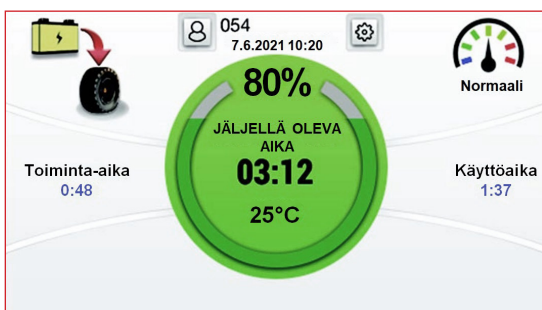 054
7.6.2021 10:20
Normaali
80%
JÄLJELLÄ OLEVA
AIKA
03:12
25°C
Toiminta-aika
0:48
Käyttöaika
1:37